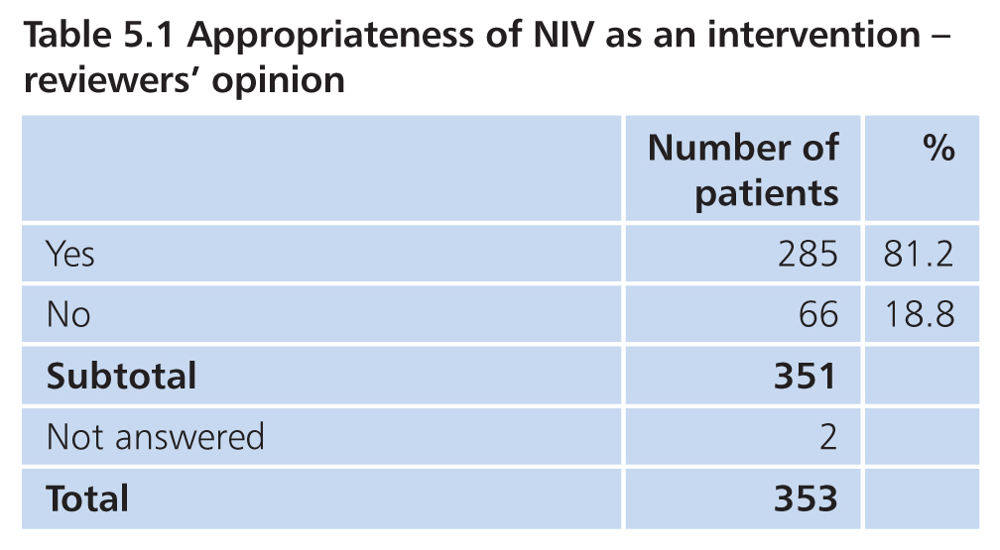 Table 5.1 Appropriateness of NIV as an intervention –
reviewers’ opinion
Number of patients %
Yes 285 81.2
No 66 18.8
Subtotal 351
Not answered 2
Total 353